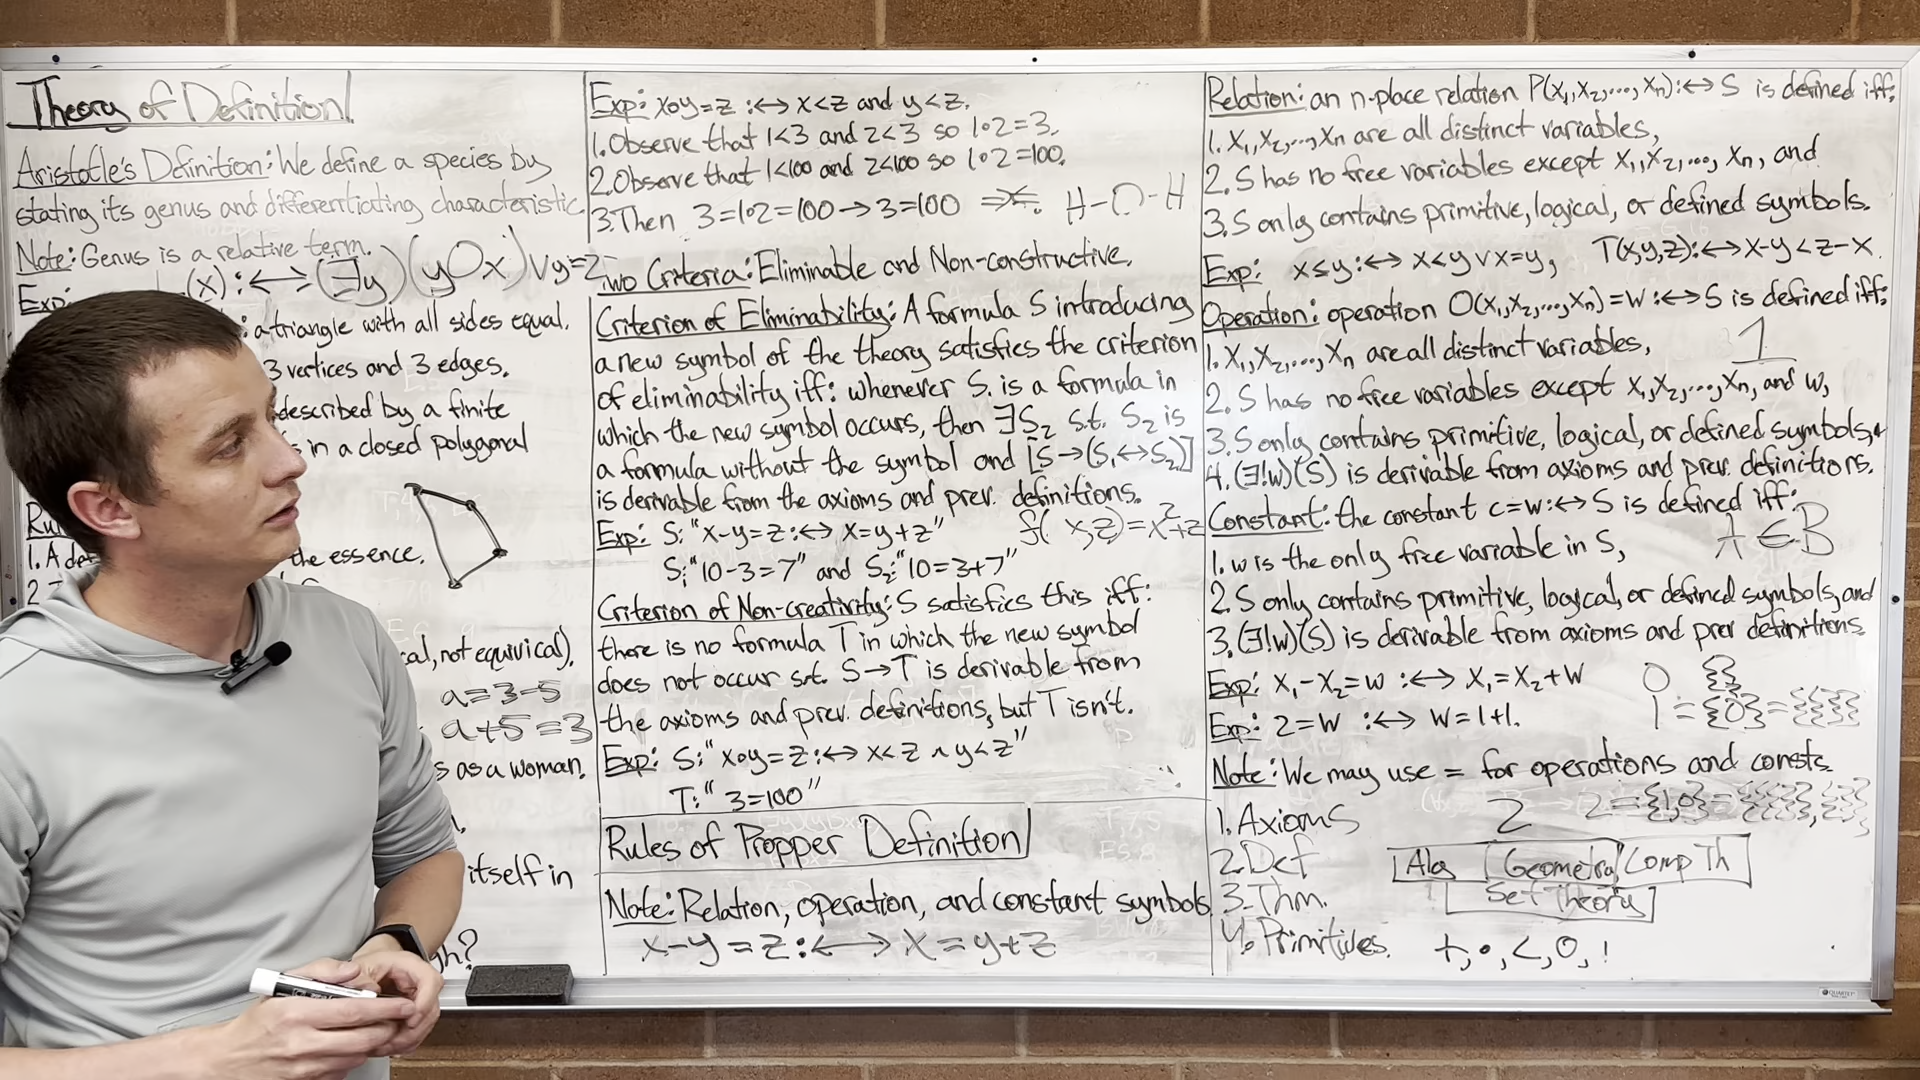 Theory of Definition
Aristotle's Definition: We define a species by
stating its genus and differentiating characteristic.
Note: Genus is a relative term.
(x) :↔ (∃y)(yOx) ∨ y=2
Exp:
: a triangle with all sides equal.
3 vertices and 3 edges.
described by a finite
s in a closed polygonal
1. A def
the essence.
2.
cal, not equivical).
a=3-5
a+5=3
s as a woman.
itself in
gh?
Exp: x∘y=z :↔ x<z and y<z.
1. Observe that 1<3 and 2<3 so 1∘2=3.
2. Observe that 1<100 and 2<100 so 1∘2=100.
3. Then 3=1∘2=100→3=100 ⇒⇐. H-O-H
Two Criteria: Eliminable and Non-constructive.
Criterion of Eliminability: A formula S introducing
a new symbol of the theory satisfies the criterion
of eliminability iff: whenever S₁ is a formula in
which the new symbol occurs, then ∃S₂ s.t. S₂ is
a formula without the symbol and [S→(S₁↔S₂)]
is derivable from the axioms and prev. definitions.
Exp: S: "x-y=z :↔ x=y+z" f( x,z)=x²+z
S₁: "10-3=7" and S₂: "10=3+7"
Criterion of Non-creativity: S satisfies this iff:
there is no formula T in which the new symbol
does not occur s.t. S→T is derivable from
the axioms and prev. definitions, but T isn't.
Exp: S: "x∘y=z :↔ x<z ∧ y<z"
T: "3=100"
Rules of Propper Definition
Note: Relation, operation, and constant symbols
x-y=z :↔ x=y+z
Relation: an n-place relation P(x₁,x₂,...,xₙ) :↔ S is defined iff:
1. x₁,x₂,...,xₙ are all distinct variables,
2. S has no free variables except x₁,x₂,...,xₙ, and
3. S only contains primitive, logical, or defined symbols.
Exp: x≤y :↔ x<y ∨ x=y, T(x,y,z) :↔ x-y<z-x.
Operation: operation O(x₁,x₂,...,xₙ)=w :↔ S is defined iff:
1. x₁,x₂,...,xₙ are all distinct variables, 1
2. S has no free variables except x₁,x₂,...,xₙ, and w,
3. S only contains primitive, logical, or defined symbols, +
4. (∃!w)(S) is derivable from axioms and prev. definitions.
Constant: the constant c=w :↔ S is defined iff:
1. w is the only free variable in S, A∈B
2. S only contains primitive, logical, or defined symbols, and
3. (∃!w)(S) is derivable from axioms and prev definitions.
Exp: x₁-x₂=w :↔ x₁=x₂+w 0 {}
Exp: 2=w :↔ w=1+1. 1={0}={{}}
Note: We may use = for operations and consts.
1. Axioms 2 2={1,0}={{{}},{}}
2. Def Alg Geometry Comp Th
3. Thm. Set Theory
4. Primitives. +,∘,<,O,!
QUARTET